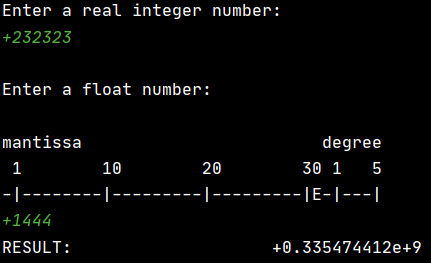 Enter a real integer number:
+232323
Enter a float number:
mantissa                        degree
 1        10        20        30 1   5
-|--------|---------|---------|E-|---|
+1444
RESULT:                    +0.335474412e+9